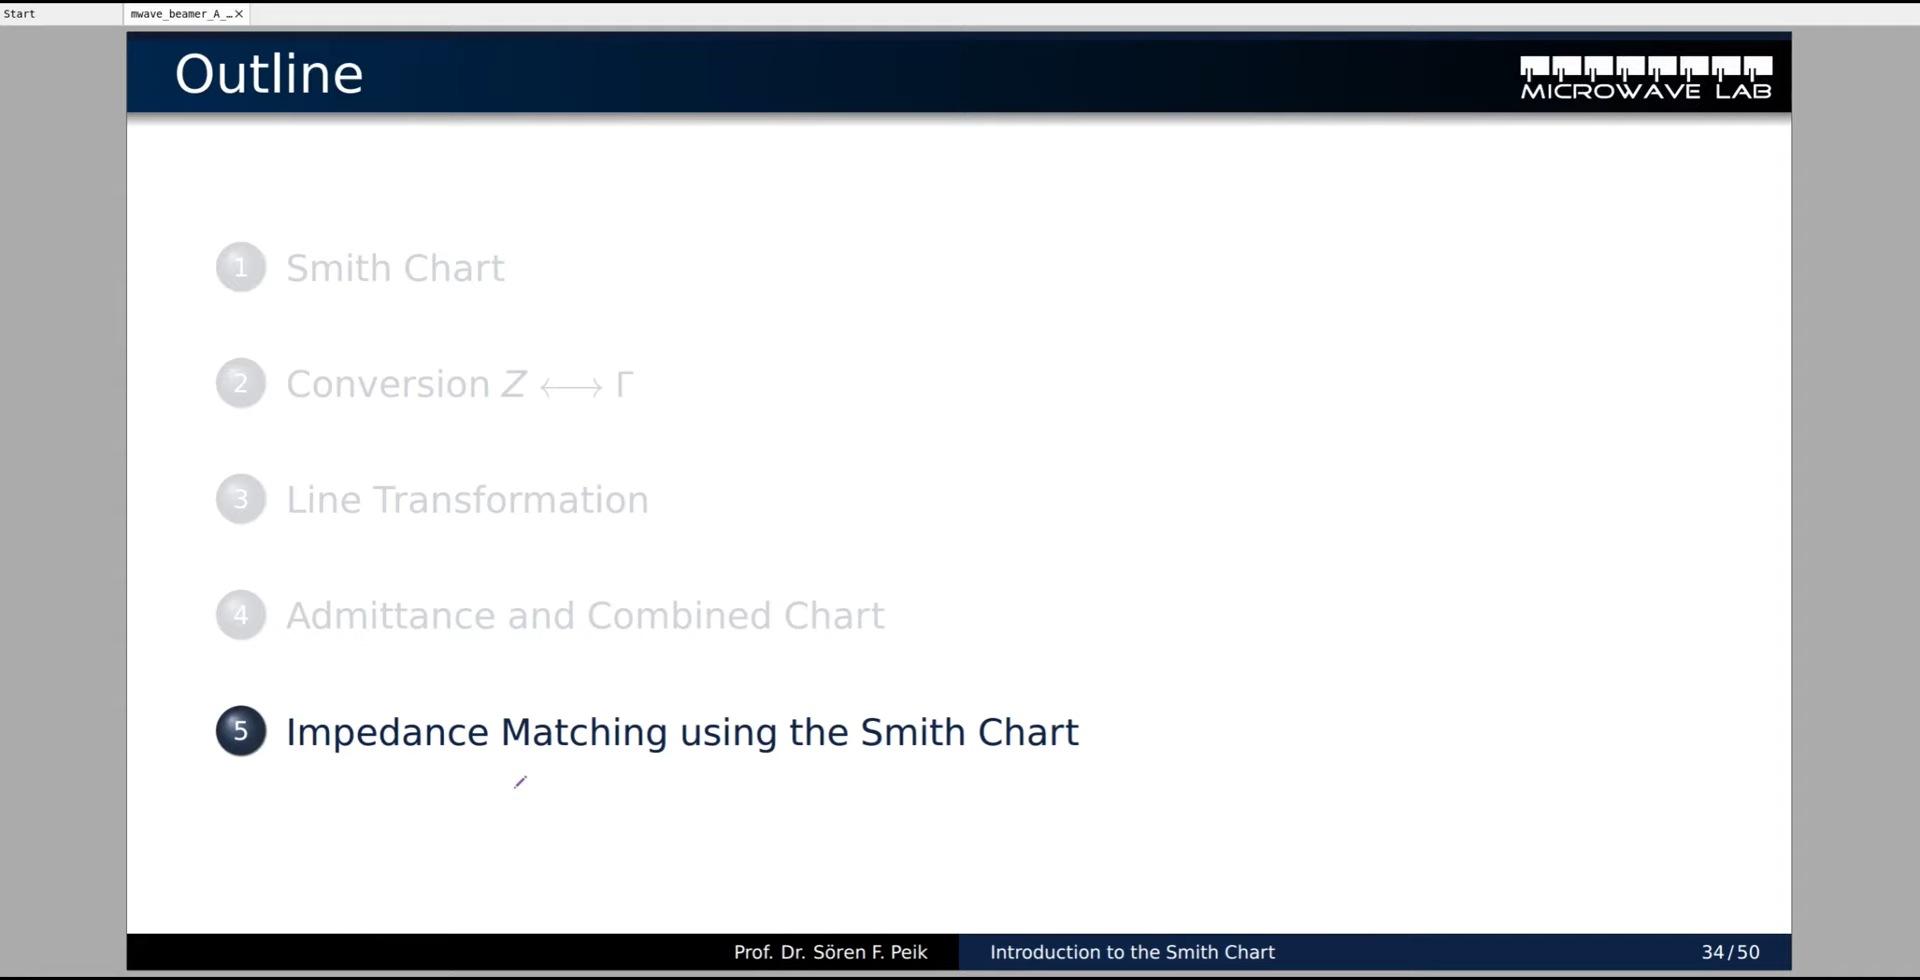 Start
mwave_beamer_A_…
Outline
MICROWAVE LAB
1 Smith Chart
2 Conversion Z ⟷ Γ
3 Line Transformation
4 Admittance and Combined Chart
5 Impedance Matching using the Smith Chart
Prof. Dr. Sören F. Peik
Introduction to the Smith Chart
34/50